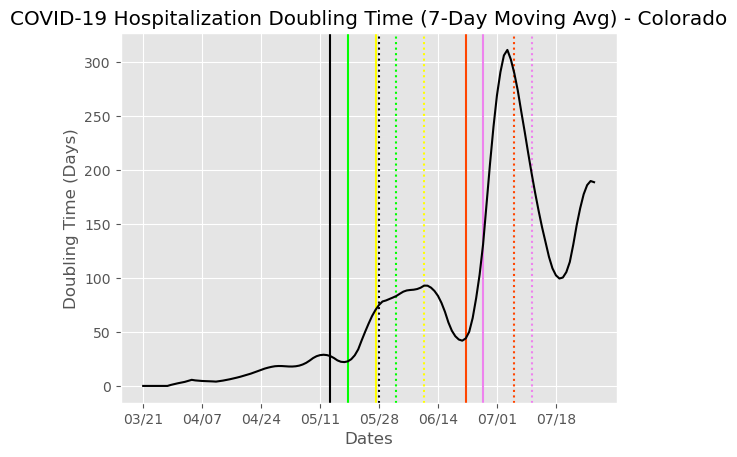 COVID-19 Hospitalization Doubling Time (7-Day Moving Avg) - Colorado
Doubling Time (Days)
300
250
200
150
100
50
0
03/21 04/07 04/24 05/11 05/28 06/14 07/01 07/18
Dates